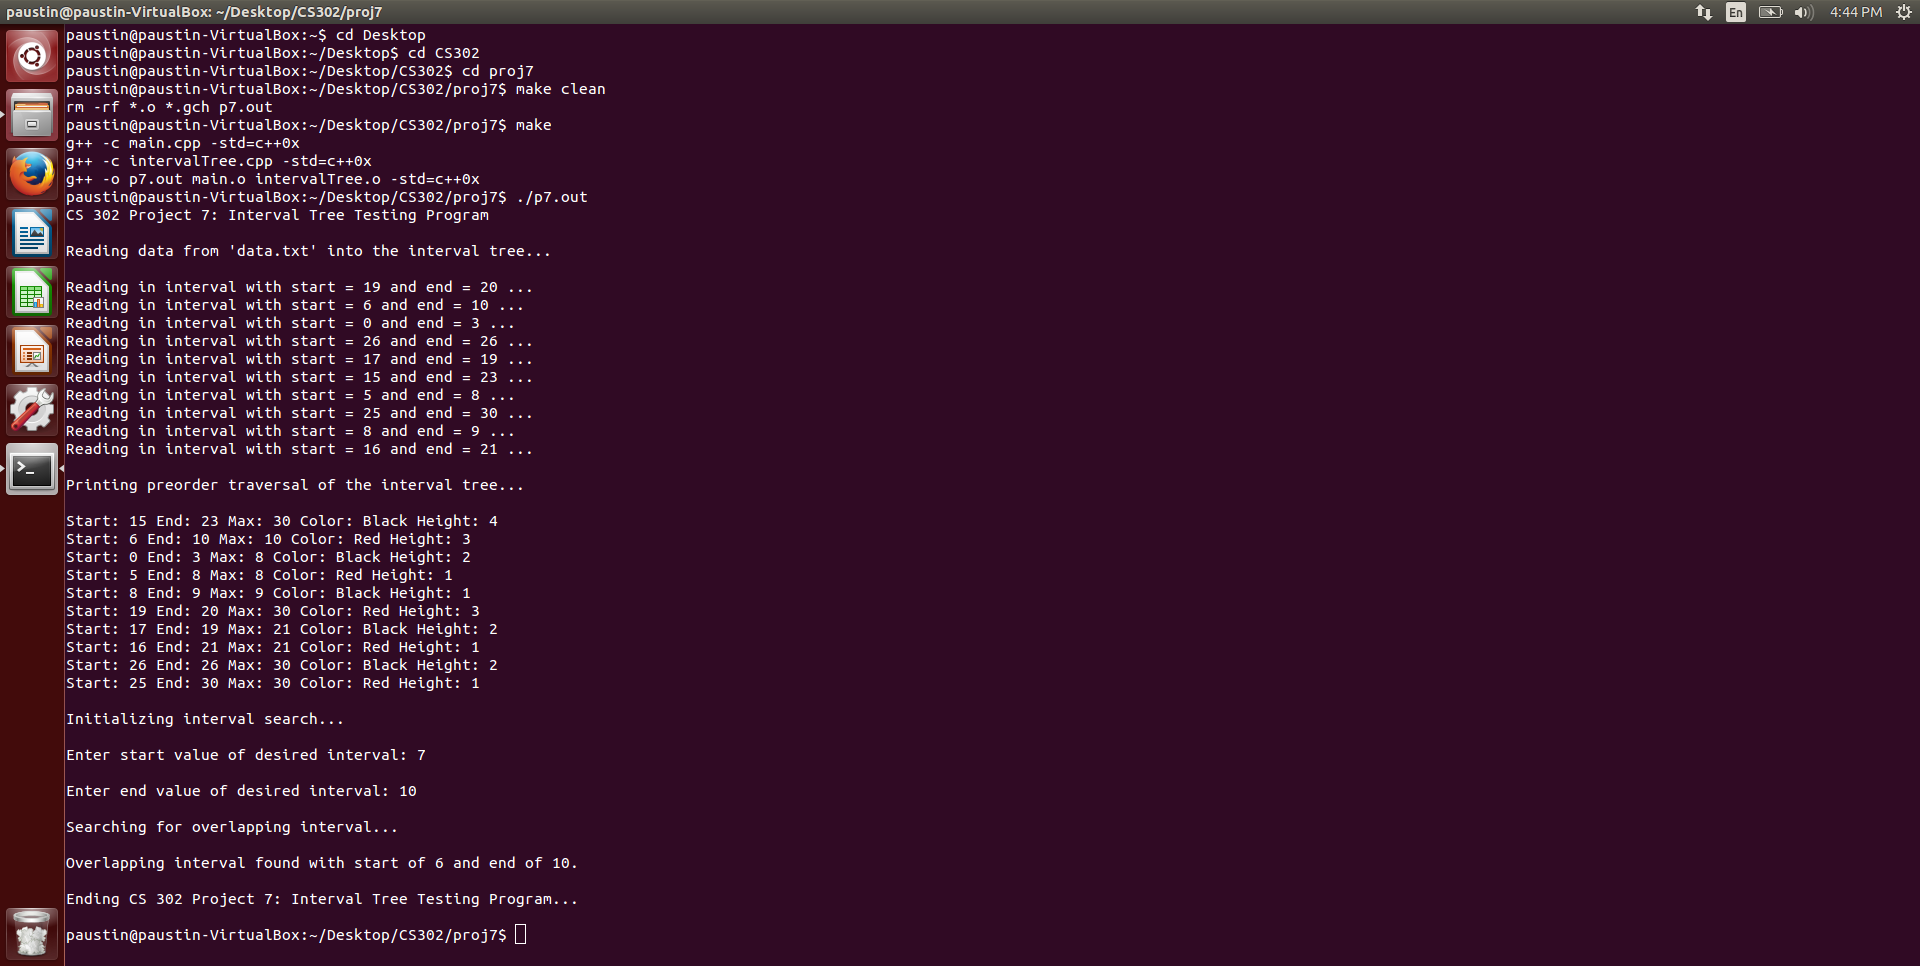 paustin@paustin-VirtualBox: ~/Desktop/CS302/proj7
En
4:44 PM
paustin@paustin-VirtualBox:~$ cd Desktop
paustin@paustin-VirtualBox:~/Desktop$ cd CS302
paustin@paustin-VirtualBox:~/Desktop/CS302$ cd proj7
paustin@paustin-VirtualBox:~/Desktop/CS302/proj7$ make clean
rm -rf *.o *.gch p7.out
paustin@paustin-VirtualBox:~/Desktop/CS302/proj7$ make
g++ -c main.cpp -std=c++0x
g++ -c intervalTree.cpp -std=c++0x
g++ -o p7.out main.o intervalTree.o -std=c++0x
paustin@paustin-VirtualBox:~/Desktop/CS302/proj7$ ./p7.out
CS 302 Project 7: Interval Tree Testing Program
Reading data from 'data.txt' into the interval tree...
Reading in interval with start = 19 and end = 20 ...
Reading in interval with start = 6 and end = 10 ...
Reading in interval with start = 0 and end = 3 ...
Reading in interval with start = 26 and end = 26 ...
Reading in interval with start = 17 and end = 19 ...
Reading in interval with start = 15 and end = 23 ...
Reading in interval with start = 5 and end = 8 ...
Reading in interval with start = 25 and end = 30 ...
Reading in interval with start = 8 and end = 9 ...
Reading in interval with start = 16 and end = 21 ...
Printing preorder traversal of the interval tree...
Start: 15 End: 23 Max: 30 Color: Black Height: 4
Start: 6 End: 10 Max: 10 Color: Red Height: 3
Start: 0 End: 3 Max: 8 Color: Black Height: 2
Start: 5 End: 8 Max: 8 Color: Red Height: 1
Start: 8 End: 9 Max: 9 Color: Black Height: 1
Start: 19 End: 20 Max: 30 Color: Red Height: 3
Start: 17 End: 19 Max: 21 Color: Black Height: 2
Start: 16 End: 21 Max: 21 Color: Red Height: 1
Start: 26 End: 26 Max: 30 Color: Black Height: 2
Start: 25 End: 30 Max: 30 Color: Red Height: 1
Initializing interval search...
Enter start value of desired interval: 7
Enter end value of desired interval: 10
Searching for overlapping interval...
Overlapping interval found with start of 6 and end of 10.
Ending CS 302 Project 7: Interval Tree Testing Program...
paustin@paustin-VirtualBox:~/Desktop/CS302/proj7$